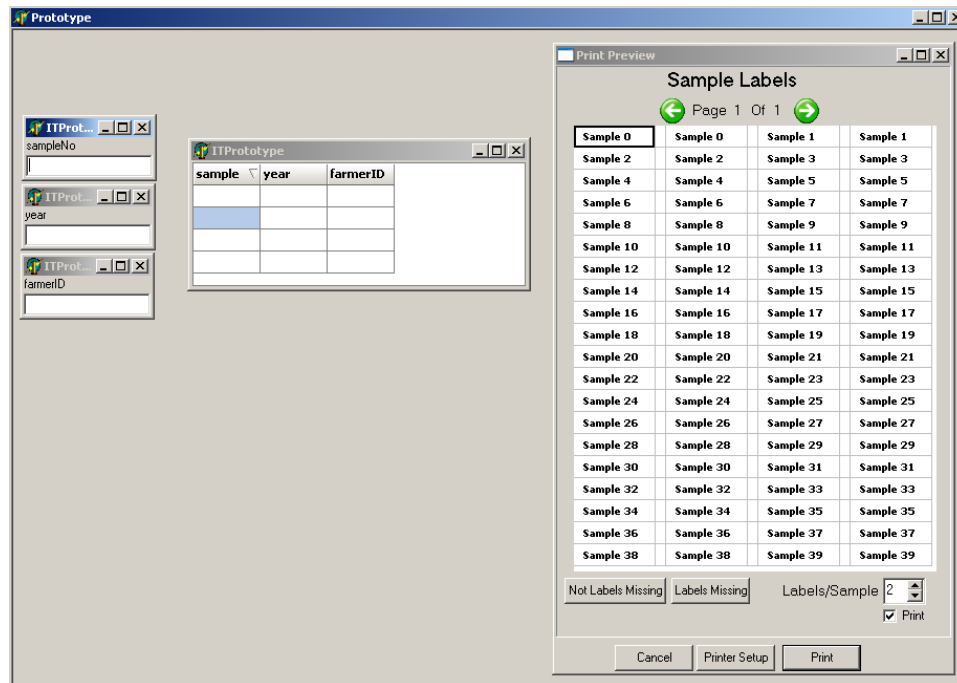 Prototype
ITProt...
sampleNo
ITProt...
year
ITProt...
farmerID
ITPrototype
sample year farmerID
Print Preview
Sample Labels
Page 1 Of 1
Sample 0 Sample 0 Sample 1 Sample 1
Sample 2 Sample 2 Sample 3 Sample 3
Sample 4 Sample 4 Sample 5 Sample 5
Sample 6 Sample 6 Sample 7 Sample 7
Sample 8 Sample 8 Sample 9 Sample 9
Sample 10 Sample 10 Sample 11 Sample 11
Sample 12 Sample 12 Sample 13 Sample 13
Sample 14 Sample 14 Sample 15 Sample 15
Sample 16 Sample 16 Sample 17 Sample 17
Sample 18 Sample 18 Sample 19 Sample 19
Sample 20 Sample 20 Sample 21 Sample 21
Sample 22 Sample 22 Sample 23 Sample 23
Sample 24 Sample 24 Sample 25 Sample 25
Sample 26 Sample 26 Sample 27 Sample 27
Sample 28 Sample 28 Sample 29 Sample 29
Sample 30 Sample 30 Sample 31 Sample 31
Sample 32 Sample 32 Sample 33 Sample 33
Sample 34 Sample 34 Sample 35 Sample 35
Sample 36 Sample 36 Sample 37 Sample 37
Sample 38 Sample 38 Sample 39 Sample 39
Not Labels Missing Labels Missing Labels/Sample 2
Print
Cancel Printer Setup Print